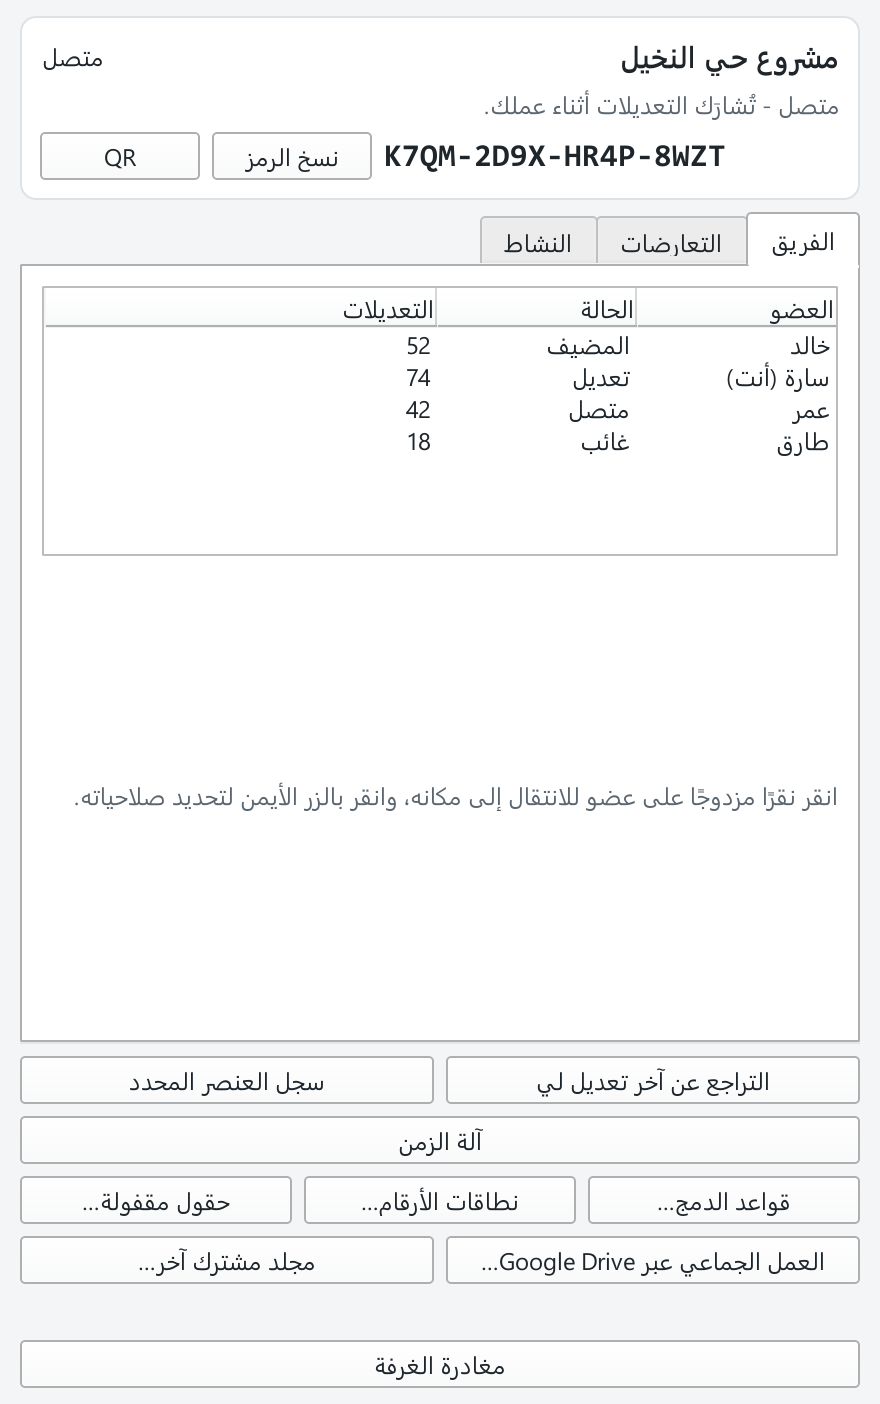 مشروع حي النخيل
متصل
متصل - تُشارَك التعديلات أثناء عملك.
K7QM-2D9X-HR4P-8WZT
نسخ الرمز
QR
الفريق
التعارضات
النشاط
العضو الحالة التعديلات
خالد المضيف 52
سارة (أنت) تعديل 74
عمر متصل 42
طارق غائب 18
انقر نقرًا مزدوجًا على عضو للانتقال إلى مكانه، وانقر بالزر الأيمن لتحديد صلاحياته.
التراجع عن آخر تعديل لي
سجل العنصر المحدد
آلة الزمن
قواعد الدمج...
نطاقات الأرقام...
حقول مقفولة...
العمل الجماعي عبر Google Drive...
مجلد مشترك آخر...
مغادرة الغرفة